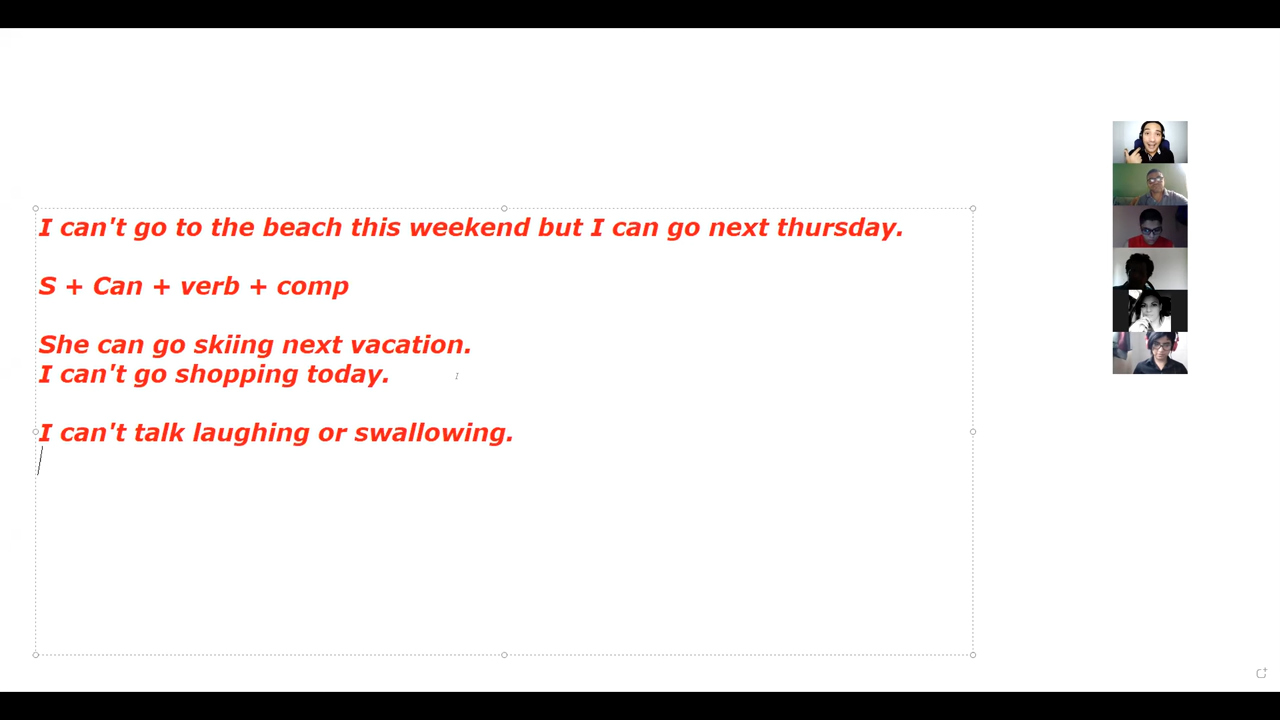 I can't go to the beach this weekend but I can go next thursday.
S + Can + verb + comp
She can go skiing next vacation.
I can't go shopping today.
I can't talk laughing or swallowing.